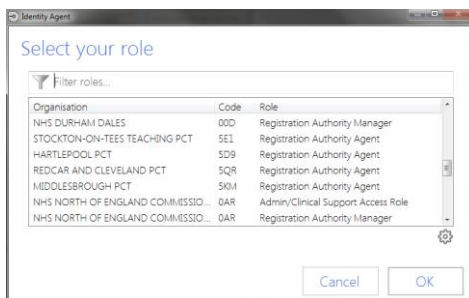 Identity Agent
Select your role
Filter roles...
Organisation Code Role
NHS DURHAM DALES 00D Registration Authority Manager
STOCKTON-ON-TEES TEACHING PCT 5E1 Registration Authority Agent
HARTLEPOOL PCT 5D9 Registration Authority Agent
REDCAR AND CLEVELAND PCT 5QR Registration Authority Agent
MIDDLESBROUGH PCT 5KM Registration Authority Agent
NHS NORTH OF ENGLAND COMMISSIO... 0AR Admin/Clinical Support Access Role
NHS NORTH OF ENGLAND COMMISSIO... 0AR Registration Authority Manager
Cancel OK